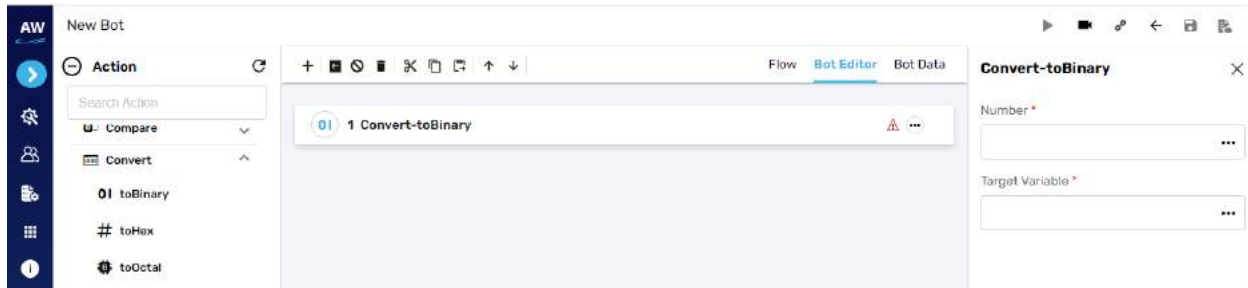 AW
New Bot
Action
Search Action
Compare
Convert
01 toBinary
# toHex
toOctal
Flow Bot Editor Bot Data
01 1 Convert-toBinary
Convert-toBinary
Number *
Target Variable *